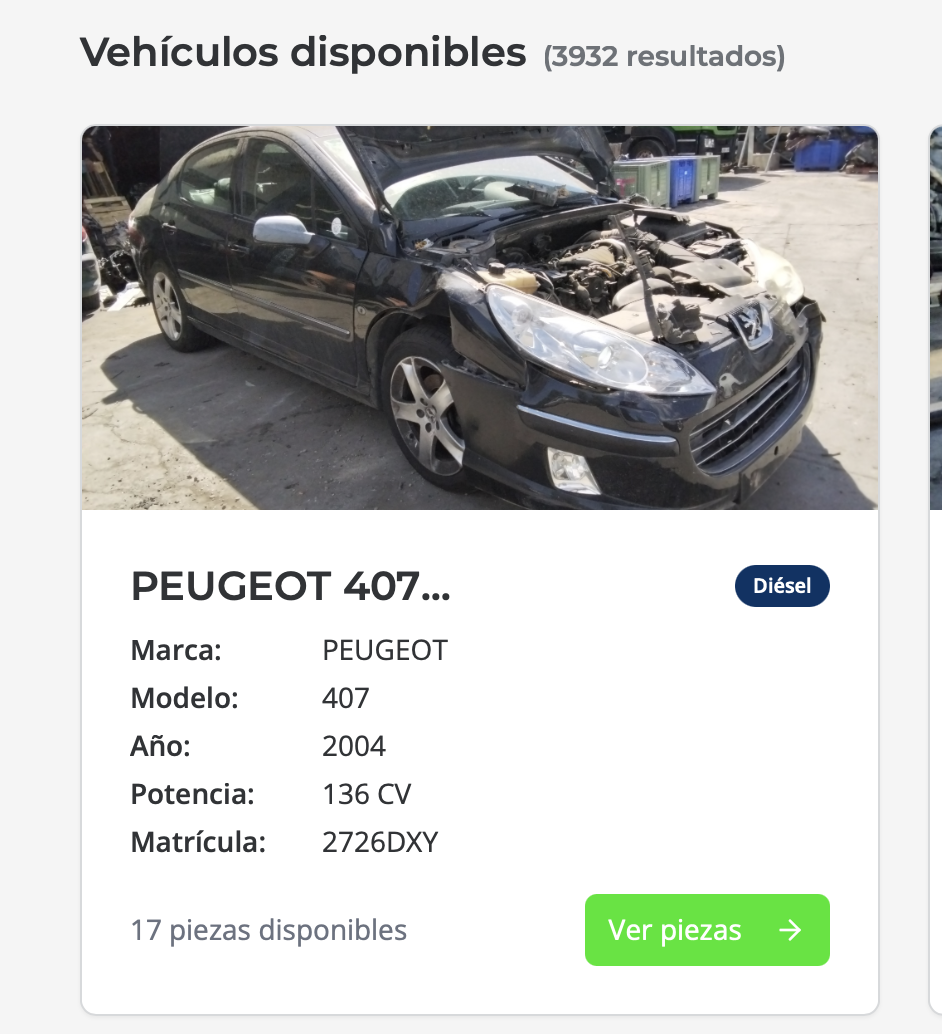 Vehículos disponibles (3932 resultados)
PEUGEOT 407...
Diésel
Marca: PEUGEOT
Modelo: 407
Año: 2004
Potencia: 136 CV
Matrícula: 2726DXY
17 piezas disponibles
Ver piezas →